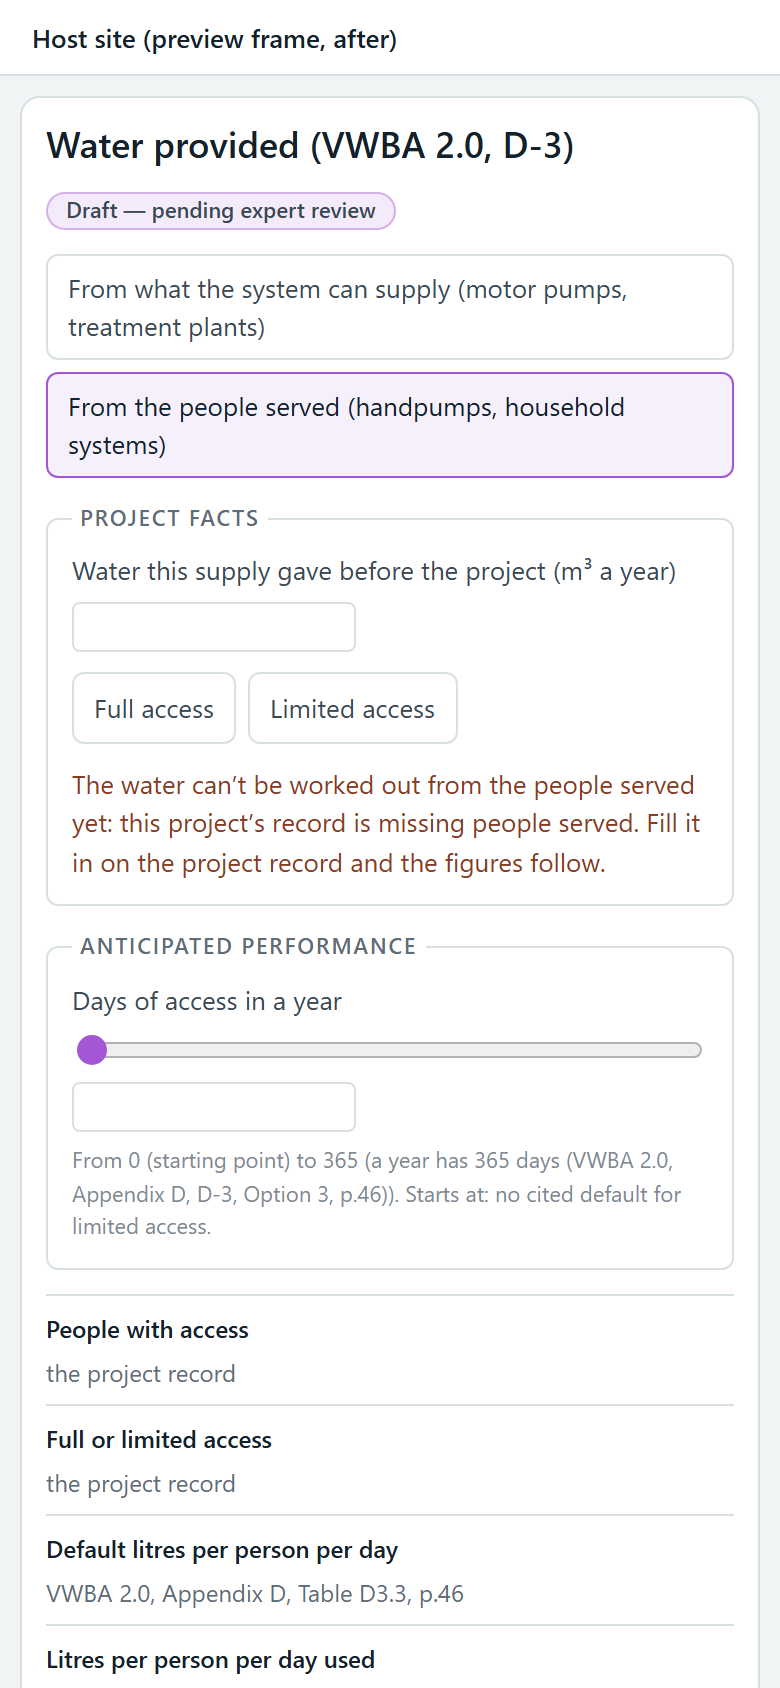 Host site (preview frame, after)
Water provided (VWBA 2.0, D-3)
Draft — pending expert review
From what the system can supply (motor pumps,
treatment plants)
From the people served (handpumps, household
systems)
PROJECT FACTS
Water this supply gave before the project (m³ a year)
Full access
Limited access
The water can’t be worked out from the people served
yet: this project’s record is missing people served. Fill it
in on the project record and the figures follow.
ANTICIPATED PERFORMANCE
Days of access in a year
From 0 (starting point) to 365 (a year has 365 days (VWBA 2.0,
Appendix D, D-3, Option 3, p.46)). Starts at: no cited default for
limited access.
People with access
the project record
Full or limited access
the project record
Default litres per person per day
VWBA 2.0, Appendix D, Table D3.3, p.46
Litres per person per day used